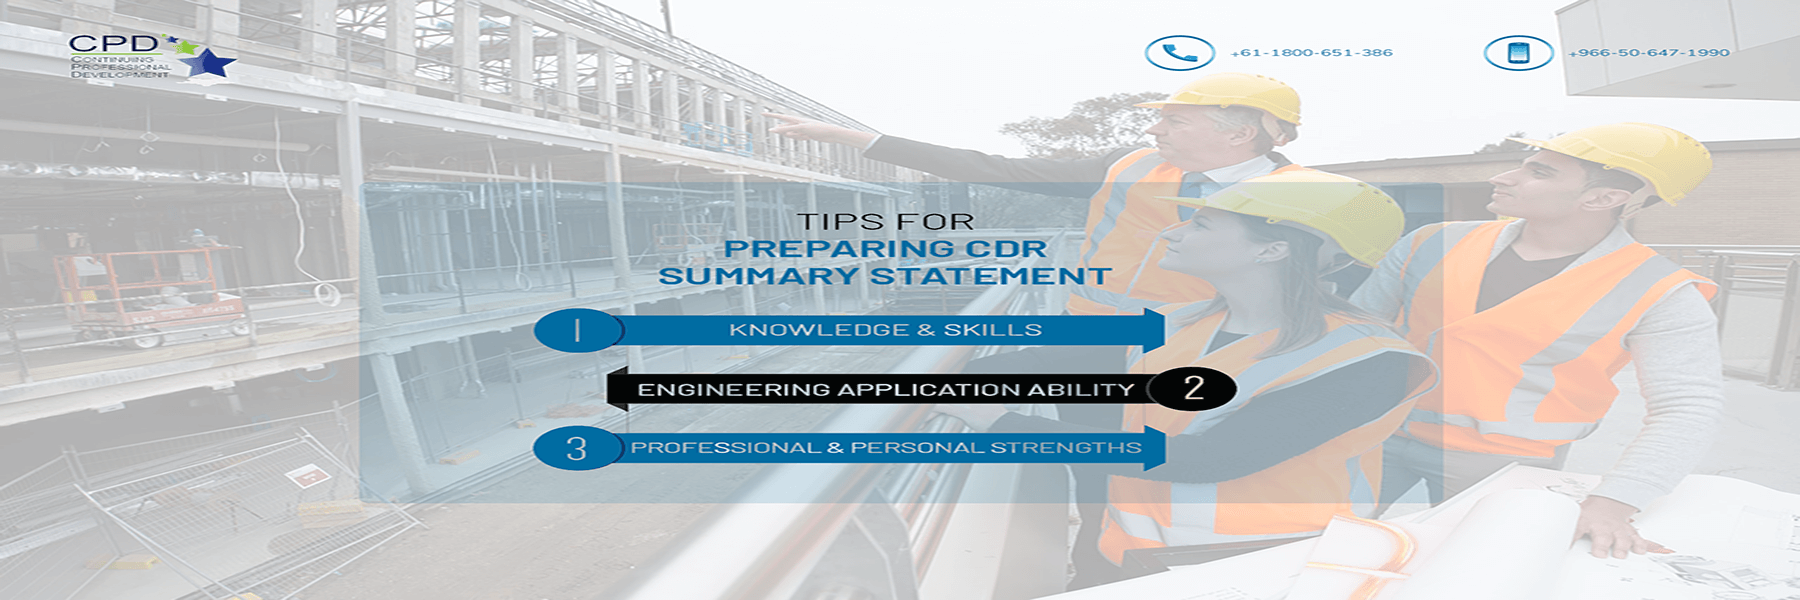 CPD
CONTINUING
PROFESSIONAL
DEVELOPMENT
+61-1800-651-386
+966-50-647-1990
TIPS FOR
PREPARING CDR
SUMMARY STATEMENT
1 KNOWLEDGE & SKILLS
ENGINEERING APPLICATION ABILITY 2
3 PROFESSIONAL & PERSONAL STRENGTHS